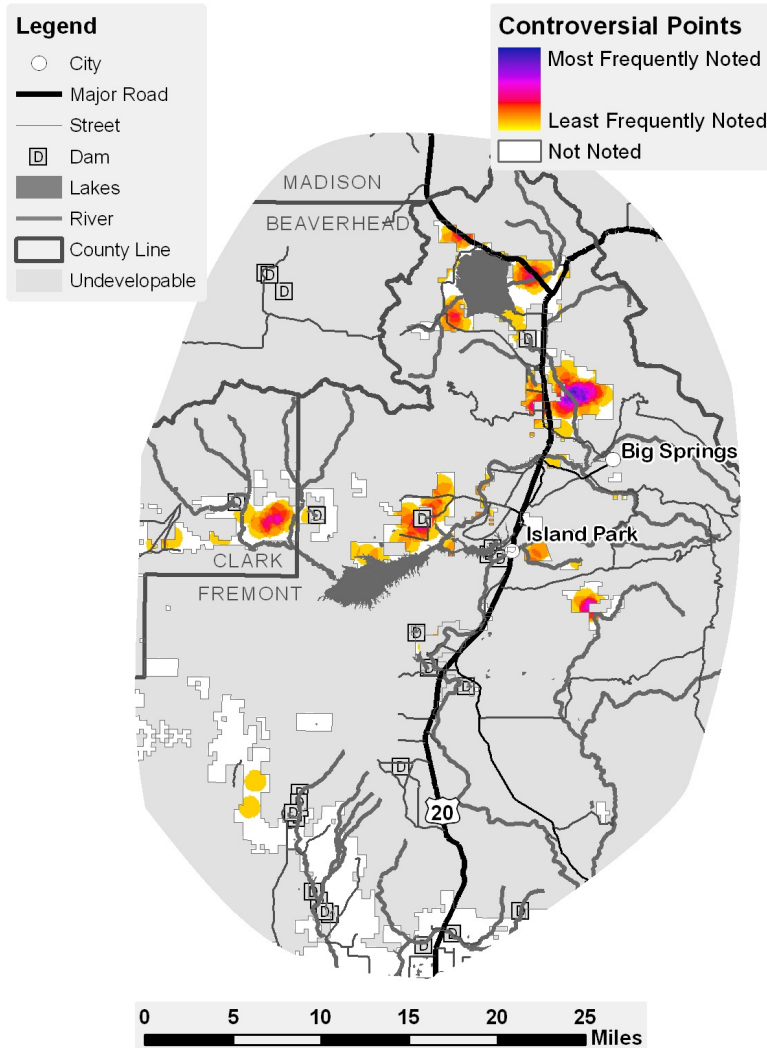 Legend
City
Major Road
Street
D Dam
Lakes
River
County Line
Undevelopable
Controversial Points
Most Frequently Noted
Least Frequently Noted
Not Noted
MADISON
BEAVERHEAD
D
D
D
Big Springs
D
D
D
Island Park
D
D
CLARK
FREMONT
D
D
D
D
D
20
D
D
D
D
D
D
D
D
0 5 10 15 20 25
Miles